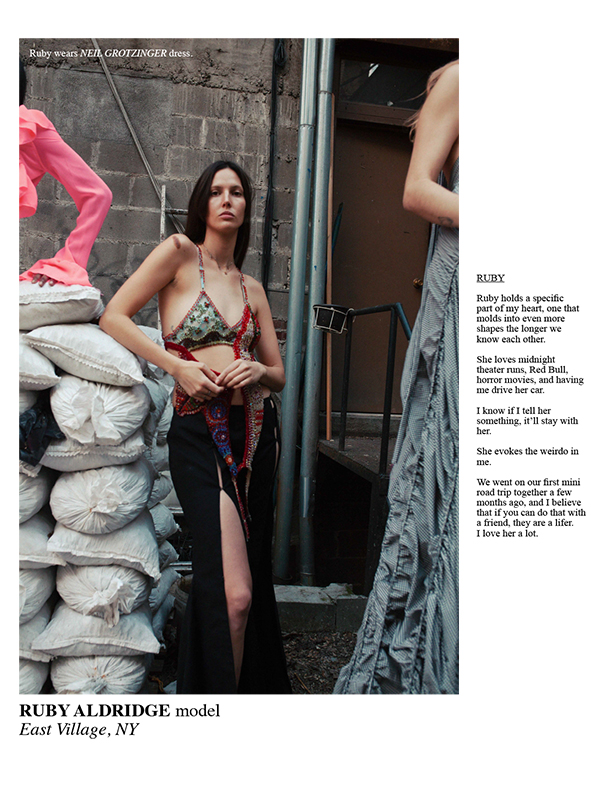 Ruby wears NEIL GROTZINGER dress.
RUBY
Ruby holds a specific
part of my heart, one that
molds into even more
shapes the longer we
know each other.
She loves midnight
theater runs, Red Bull,
horror movies, and having
me drive her car.
I know if I tell her
something, it’ll stay with
her.
She evokes the weirdo in
me.
We went on our first mini
road trip together a few
months ago, and I believe
that if you can do that with
a friend, they are a lifer.
I love her a lot.
RUBY ALDRIDGE model
East Village, NY